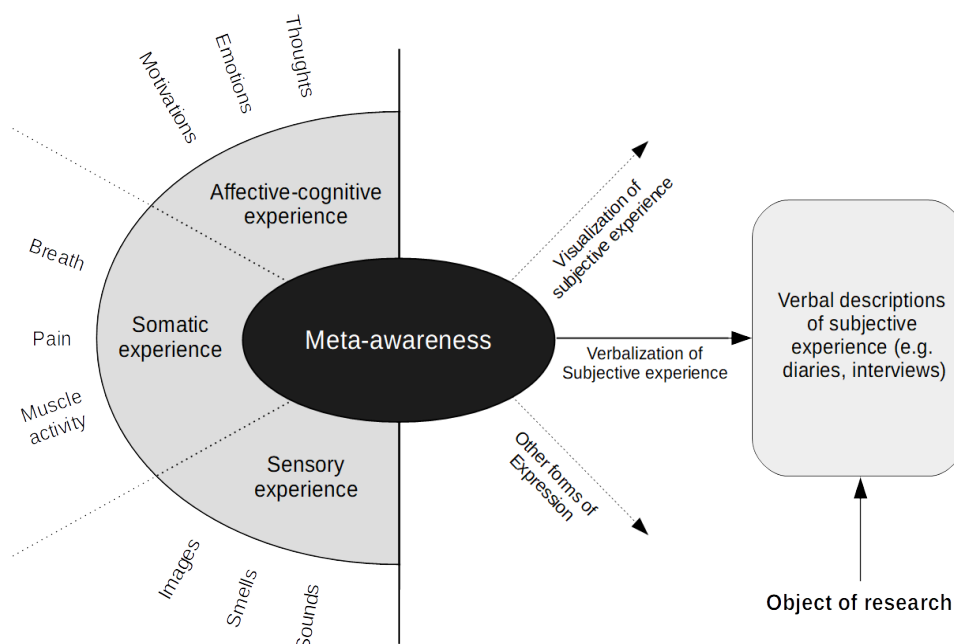 Thoughts
Emotions
Motivations
Affective-cognitive
experience
Breath
Pain
Muscle
activity
Somatic
experience
Meta-awareness
Sensory
experience
Images
Smells
Sounds
Visualization of
subjective experience
Verbalization of
Subjective experience
Other forms of
Expression
Verbal descriptions
of subjective
experience (e.g.
diaries, interviews)
Object of research